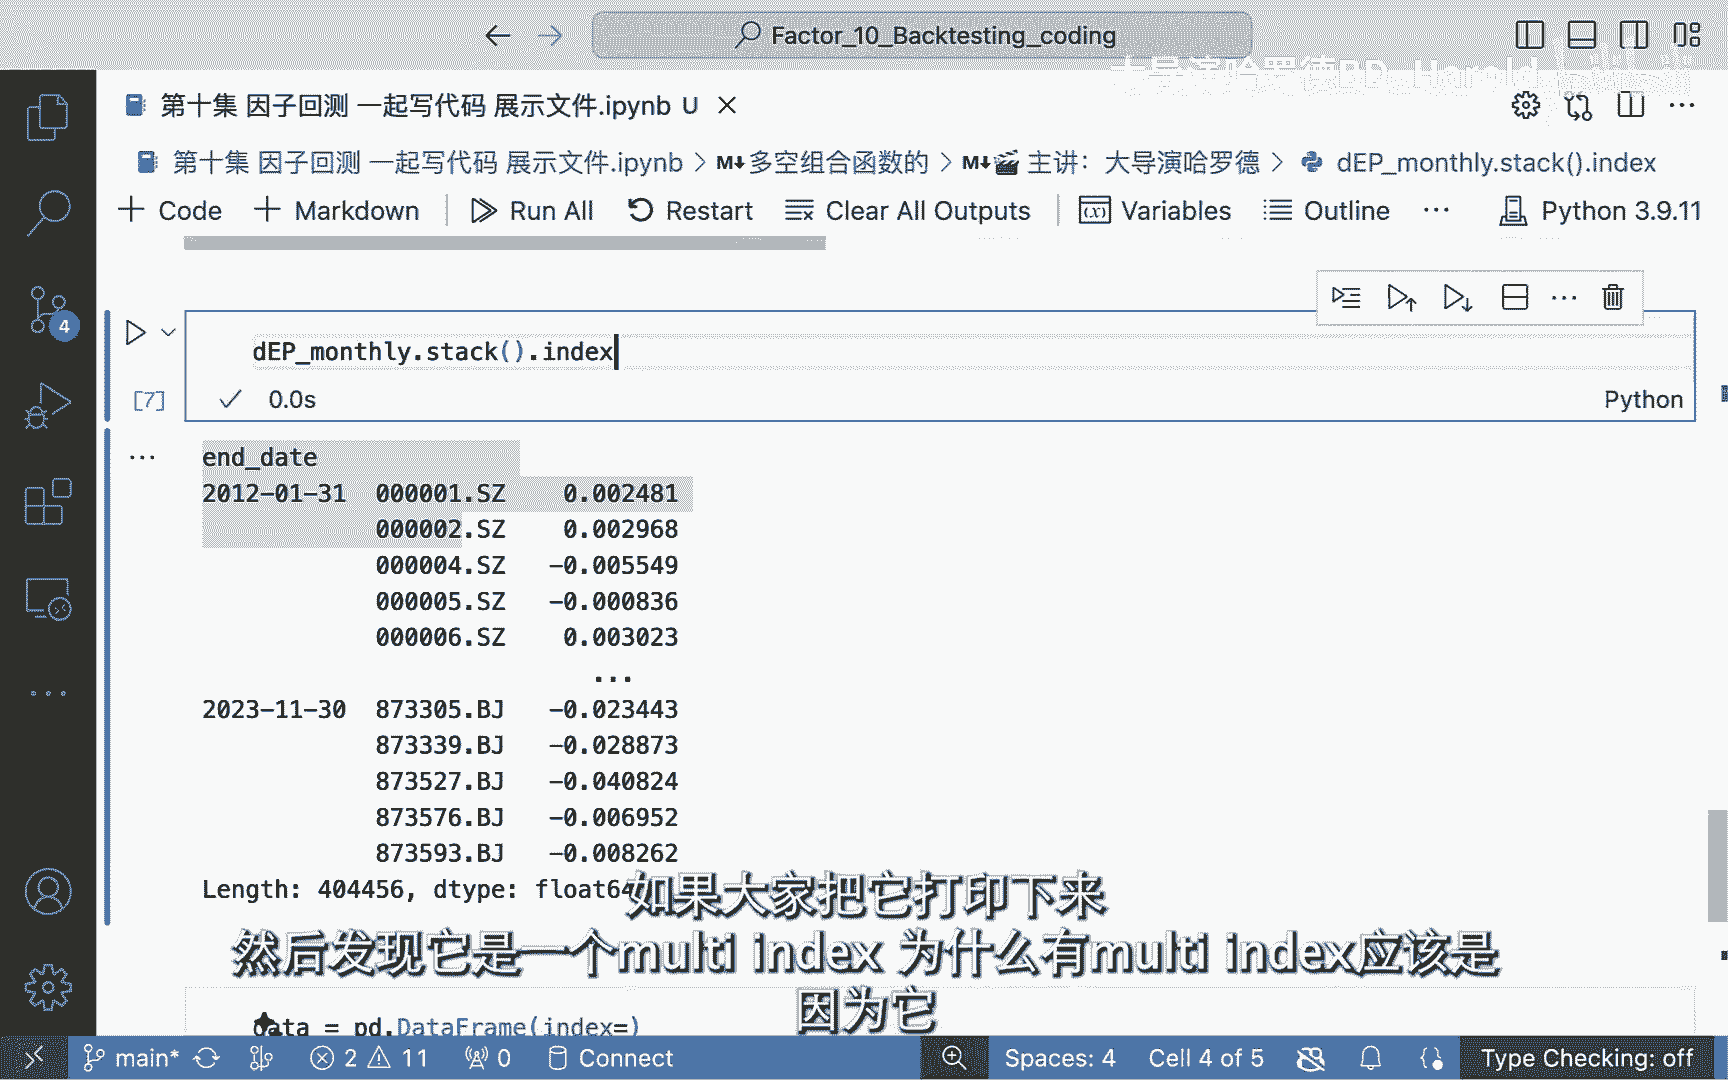 Factor_10_Backtesting_coding
第十集 因子回测 一起写代码 展示文件.ipynb U
第十集 因子回测 一起写代码 展示文件.ipynb > M↓ 多空组合函数的 > M↓ 🎬 主讲：大导演哈罗德 > dEP_monthly.stack().index
+ Code + Markdown Run All Restart Clear All Outputs Variables Outline ... Python 3.9.11
dEP_monthly.stack().index
[7] 0.0s Python
end_date
2012-01-31 000001.SZ 0.002481
000002.SZ 0.002968
000004.SZ -0.005549
000005.SZ -0.000836
000006.SZ 0.003023
...
2023-11-30 873305.BJ -0.023443
873339.BJ -0.028873
873527.BJ -0.040824
873576.BJ -0.006952
873593.BJ -0.008262
Length: 404456, dtype: float64
如果大家把它打印下来
然后发现它是一个multi index 为什么有multi index应该是
因为它
data = pd.DataFrame(index=)
4
main* 2 11 0 Connect Spaces: 4 Cell 4 of 5 Type Checking: off